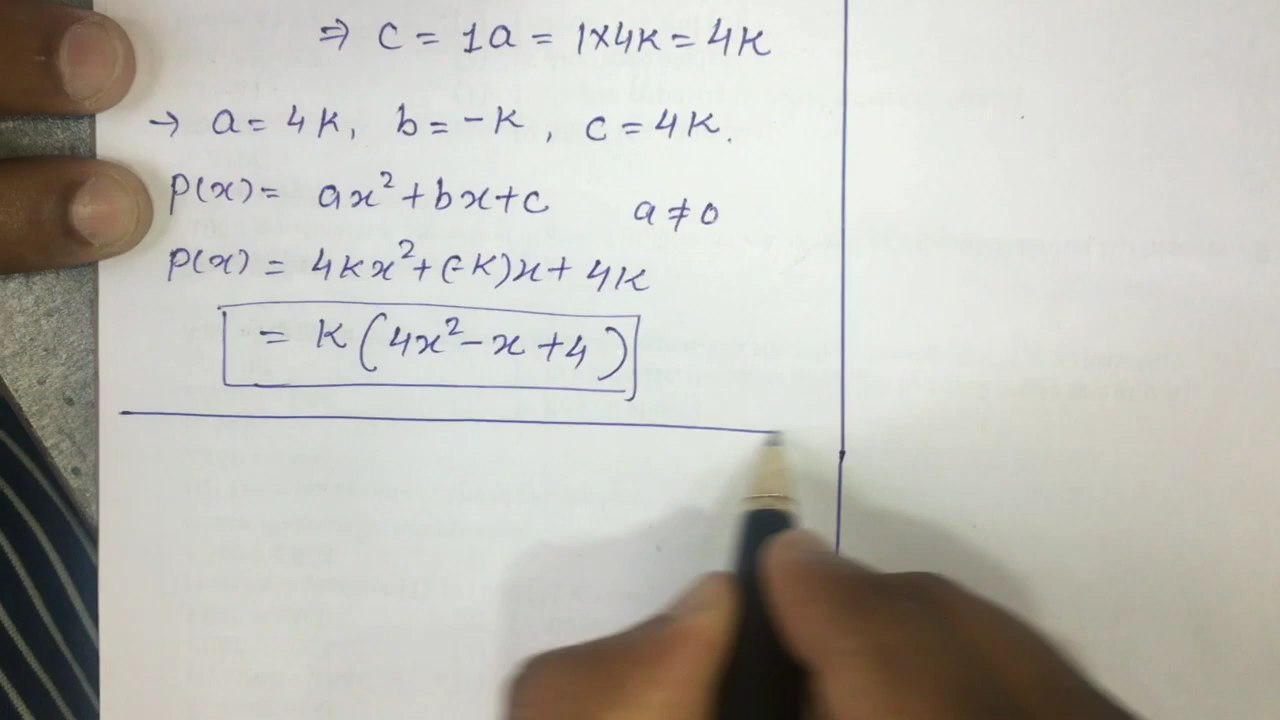 ⇒ c = 1a = 1×4K = 4K
→ a = 4K, b = -K, c = 4K.
P(x) = ax² + bx + c a ≠ 0
P(x) = 4Kx² + (-K)x + 4K
= K(4x² - x + 4)